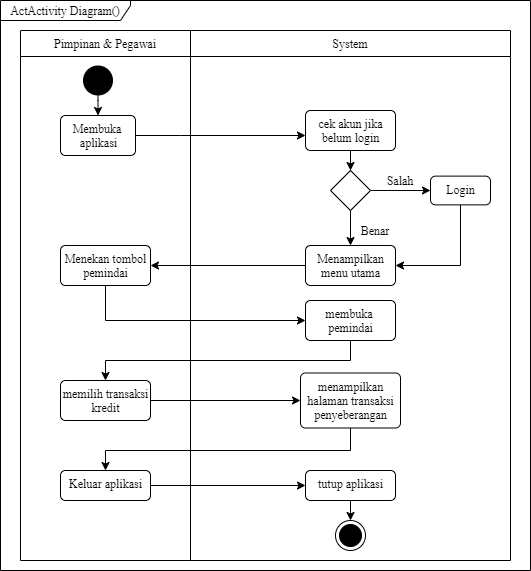 ActActivity Diagram()
Pimpinan & Pegawai
System
Membuka
aplikasi
cek akun jika
belum login
Salah
Login
Benar
Menekan tombol
pemindai
Menampilkan
menu utama
membuka
pemindai
memilih transaksi
kredit
menampilkan
halaman transaksi
penyeberangan
Keluar aplikasi
tutup aplikasi